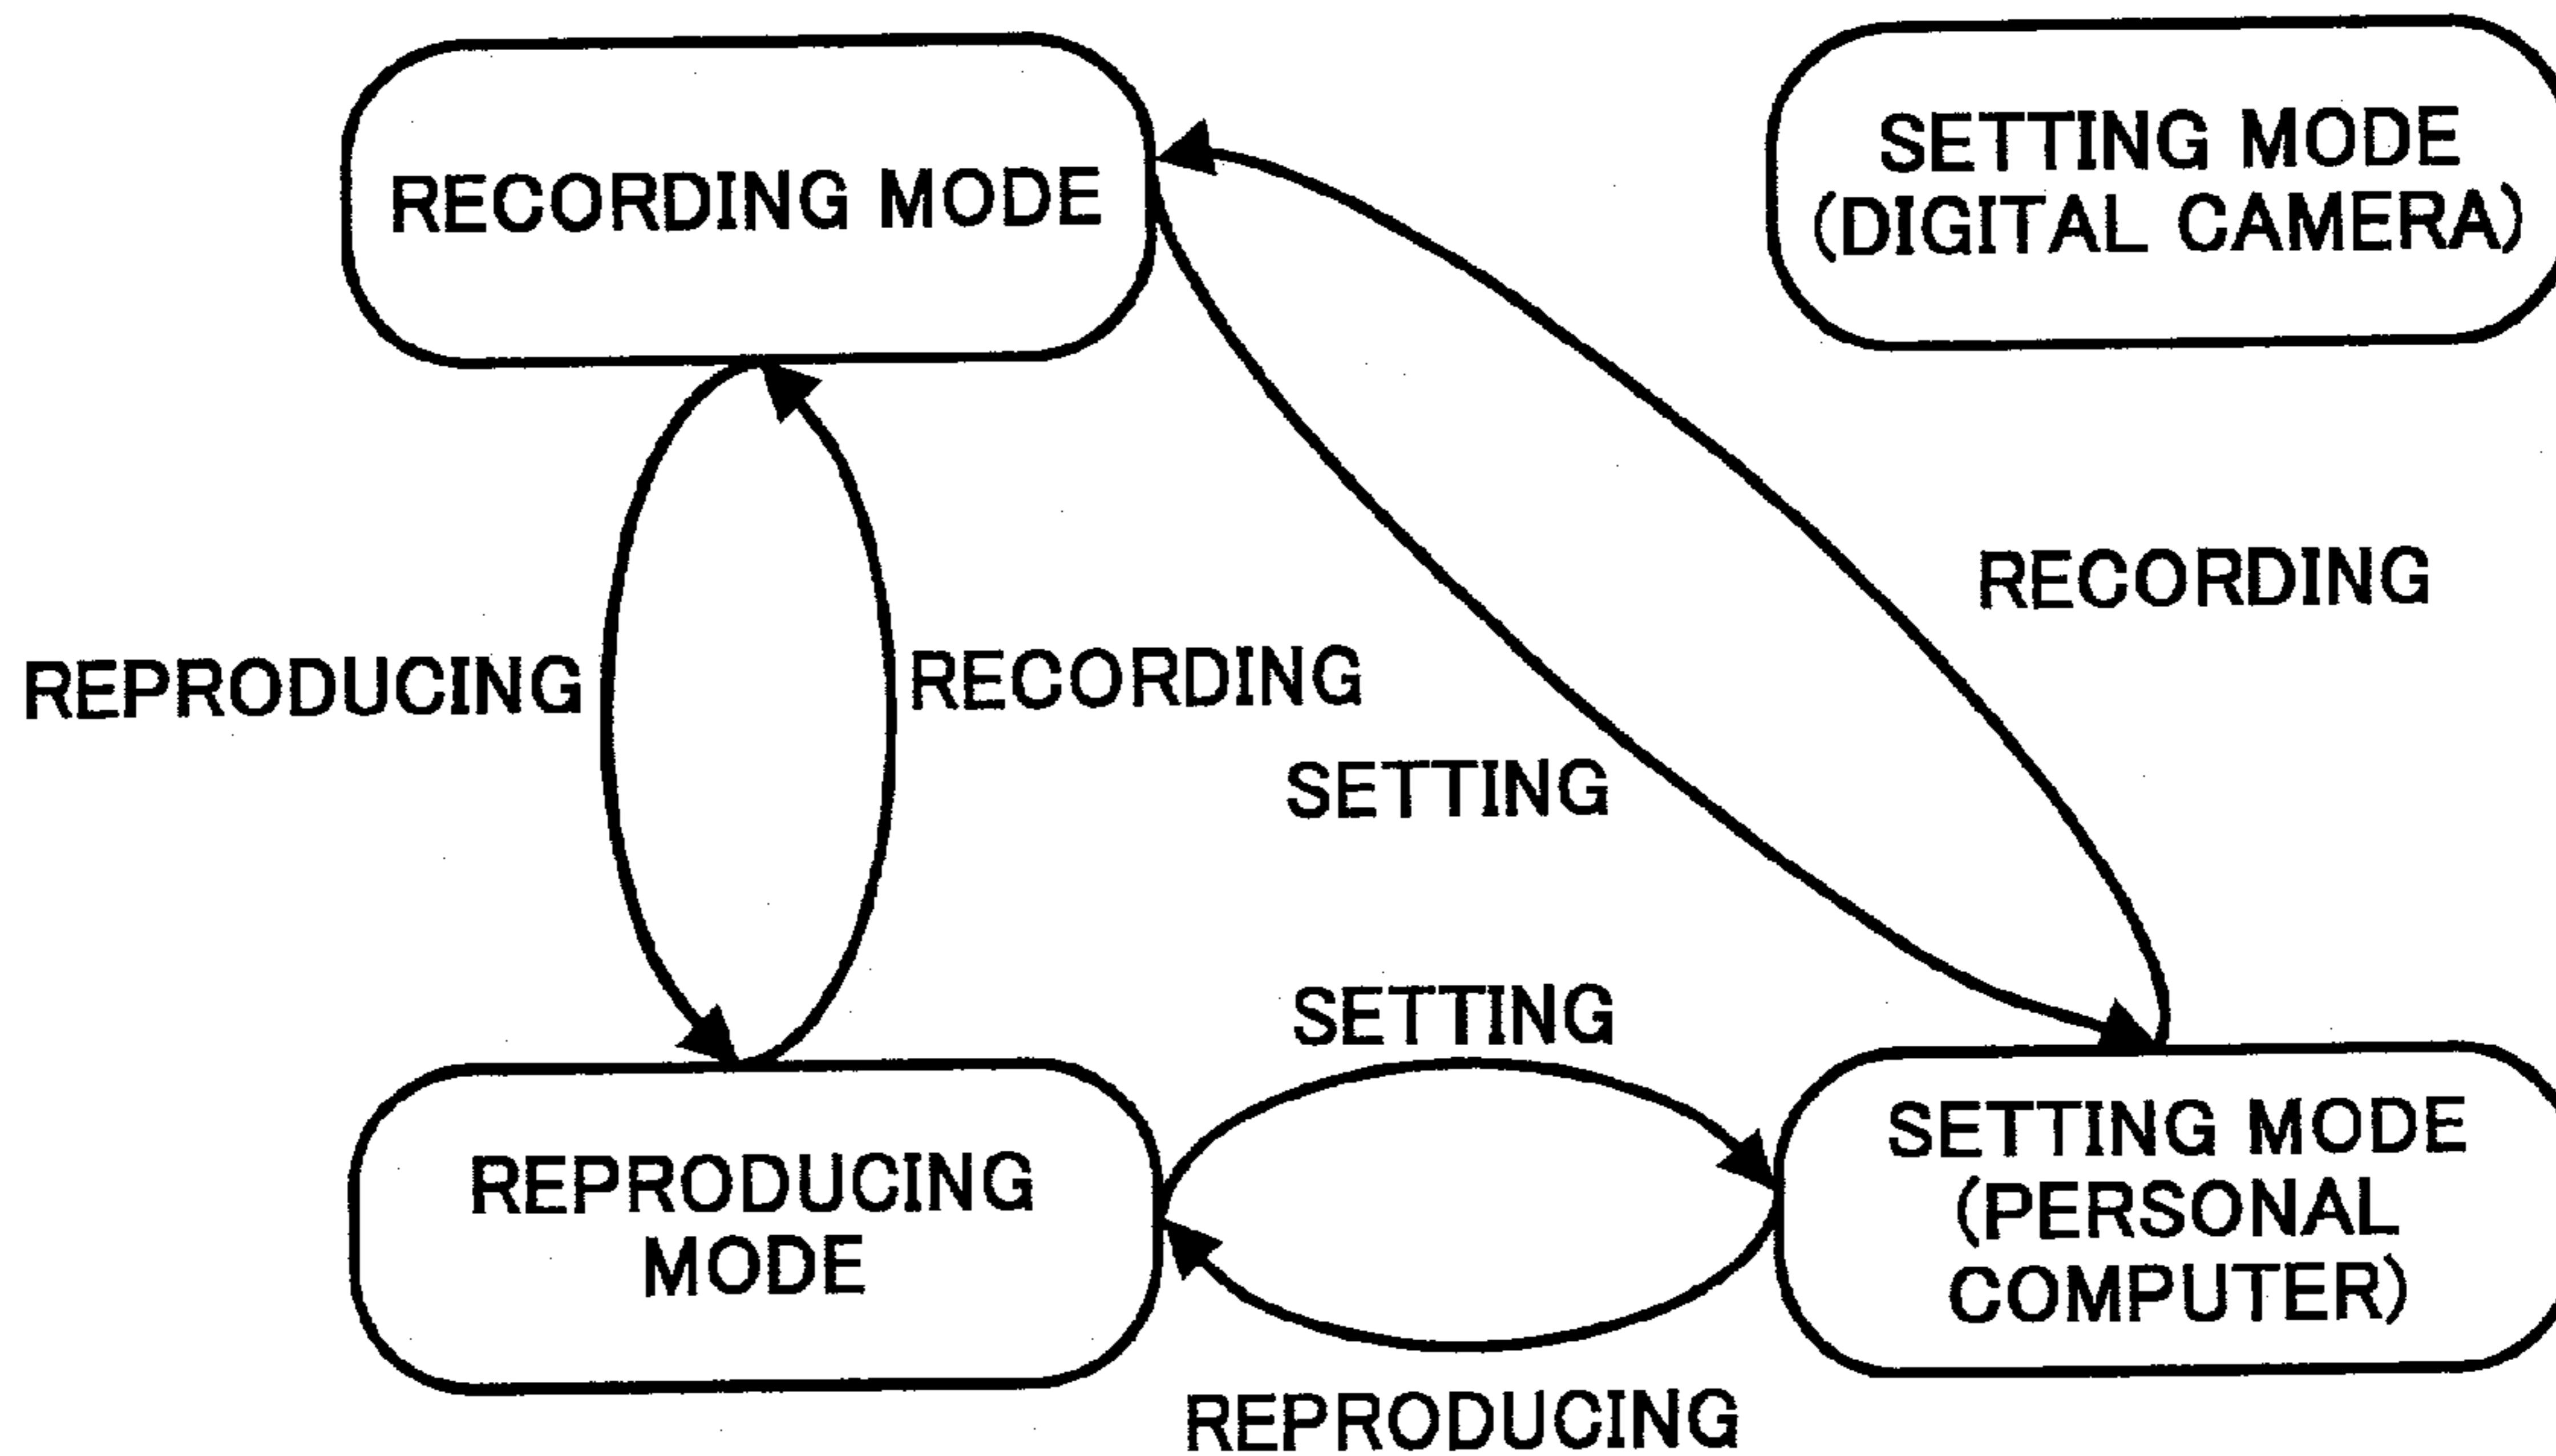 RECORDING MODE
SETTING MODE
(DIGITAL CAMERA)
RECORDING
REPRODUCING
RECORDING
SETTING
SETTING
REPRODUCING
MODE
SETTING MODE
(PERSONAL
COMPUTER)
REPRODUCING